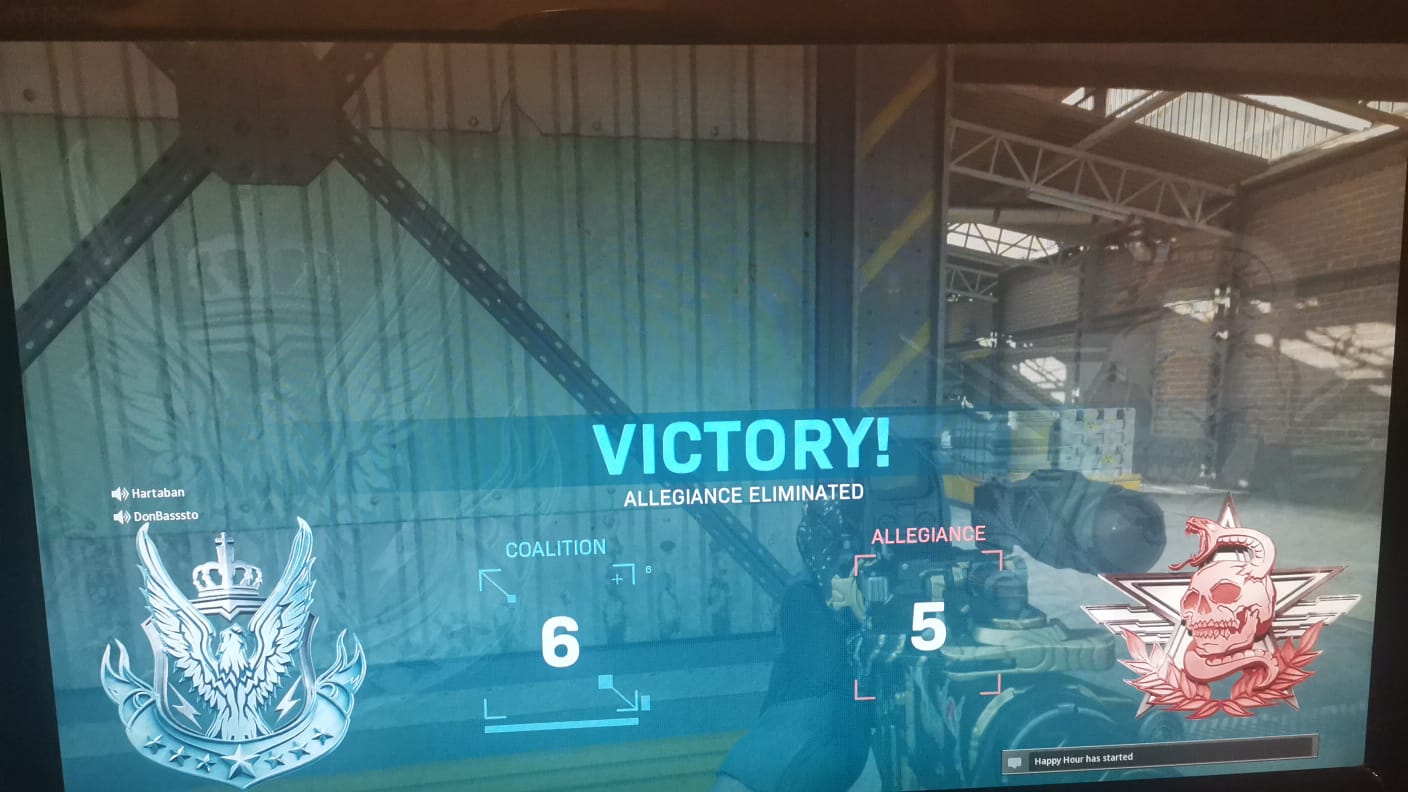 VICTORY!
ALLEGIANCE ELIMINATED
Hartaban
DonBasssto
COALITION
6
6
ALLEGIANCE
5
Happy Hour has started